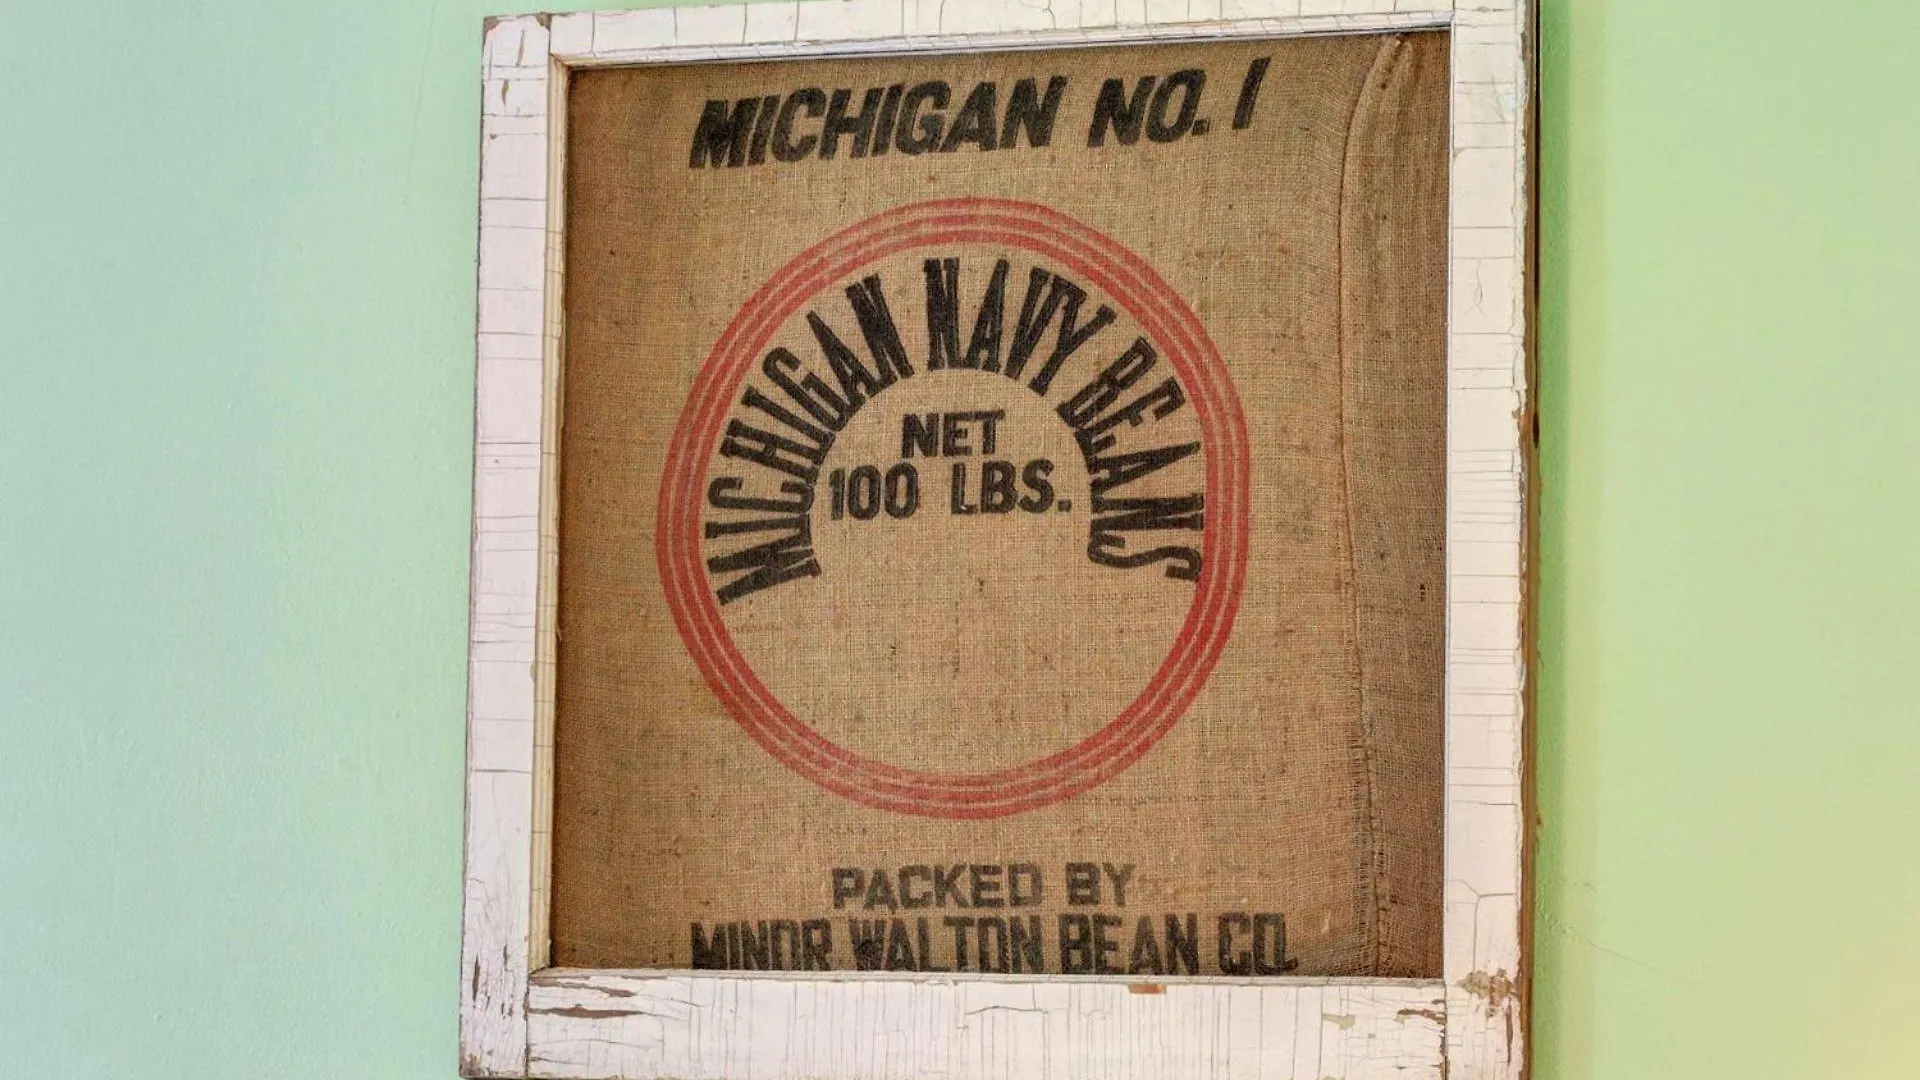 MICHIGAN NO. 1
MICHIGAN NAVY BEANS
NET
100 LBS.
PACKED BY
MINOR WALTON BEAN CO.